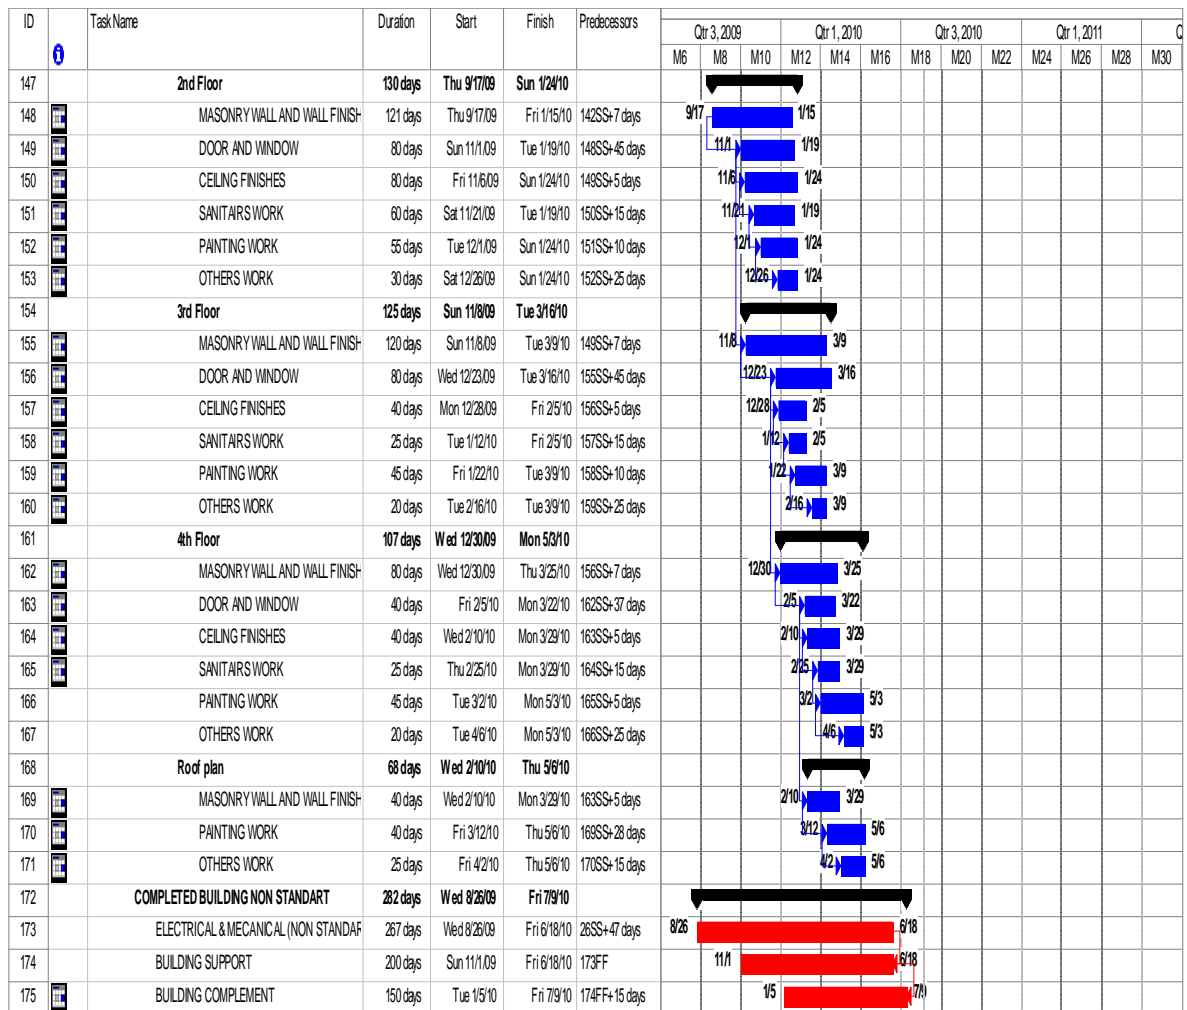 ID Task Name Duration Start Finish Predecessors
Qtr 3, 2009 Qtr 1, 2010 Qtr 3, 2010 Qtr 1, 2011 Q
M6 M8 M10 M12 M14 M16 M18 M20 M22 M24 M26 M28 M30
147 2nd Floor 130 days Thu 9/17/09 Sun 1/24/10
148 MASONRY WALL AND WALL FINISH 121 days Thu 9/17/09 Fri 1/15/10 142SS+7 days 9/17 1/15
149 DOOR AND WINDOW 80 days Sun 11/1/09 Tue 1/19/10 148SS+45 days 11/1 1/19
150 CEILING FINISHES 80 days Fri 11/6/09 Sun 1/24/10 149SS+5 days 11/6 1/24
151 SANITAIRS WORK 60 days Sat 11/21/09 Tue 1/19/10 150SS+15 days 11/21 1/19
152 PAINTING WORK 55 days Tue 12/1/09 Sun 1/24/10 151SS+10 days 12/1 1/24
153 OTHERS WORK 30 days Sat 12/26/09 Sun 1/24/10 152SS+25 days 12/26 1/24
154 3rd Floor 125 days Sun 11/8/09 Tue 3/16/10
155 MASONRY WALL AND WALL FINISH 120 days Sun 11/8/09 Tue 3/9/10 149SS+7 days 11/8 3/9
156 DOOR AND WINDOW 80 days Wed 12/23/09 Tue 3/16/10 155SS+45 days 12/23 3/16
157 CEILING FINISHES 40 days Mon 12/28/09 Fri 2/5/10 156SS+5 days 12/28 2/5
158 SANITAIRS WORK 25 days Tue 1/12/10 Fri 2/5/10 157SS+15 days 1/12 2/5
159 PAINTING WORK 45 days Fri 1/22/10 Tue 3/9/10 158SS+10 days 1/22 3/9
160 OTHERS WORK 20 days Tue 2/16/10 Tue 3/9/10 159SS+25 days 2/16 3/9
161 4th Floor 107 days Wed 12/30/09 Mon 5/3/10
162 MASONRY WALL AND WALL FINISH 80 days Wed 12/30/09 Thu 3/25/10 156SS+7 days 12/30 3/25
163 DOOR AND WINDOW 40 days Fri 2/5/10 Mon 3/22/10 162SS+37 days 2/5 3/22
164 CEILING FINISHES 40 days Wed 2/10/10 Mon 3/29/10 163SS+5 days 2/10 3/29
165 SANITAIRS WORK 25 days Thu 2/25/10 Mon 3/29/10 164SS+15 days 2/25 3/29
166 PAINTING WORK 45 days Tue 3/2/10 Mon 5/3/10 165SS+5 days 3/2 5/3
167 OTHERS WORK 20 days Tue 4/6/10 Mon 5/3/10 166SS+25 days 4/6 5/3
168 Roof plan 68 days Wed 2/10/10 Thu 5/6/10
169 MASONRY WALL AND WALL FINISH 40 days Wed 2/10/10 Mon 3/29/10 163SS+5 days 2/10 3/29
170 PAINTING WORK 40 days Fri 3/12/10 Thu 5/6/10 169SS+28 days 3/12 5/6
171 OTHERS WORK 25 days Fri 4/2/10 Thu 5/6/10 170SS+15 days 4/2 5/6
172 COMPLETED BUILDING NON STANDART 282 days Wed 8/26/09 Fri 7/9/10
173 ELECTRICAL & MECANICAL (NON STANDAR 267 days Wed 8/26/09 Fri 6/18/10 26SS+47 days 8/26 6/18
174 BUILDING SUPPORT 200 days Sun 11/1/09 Fri 6/18/10 173FF 11/1 6/18
175 BUILDING COMPLEMENT 150 days Tue 1/5/10 Fri 7/9/10 174FF+15 days 1/5 7/9